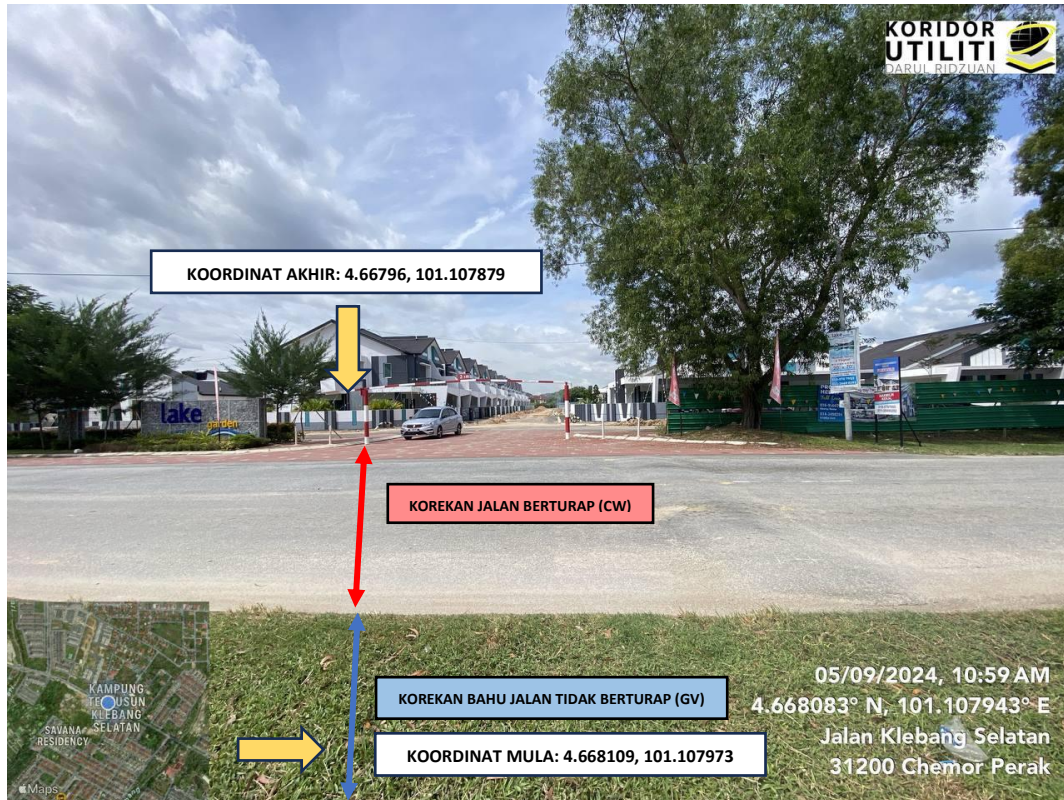 KORIDOR
UTILITI
DARUL RIDZUAN
KOORDINAT AKHIR: 4.66796, 101.107879
lake
garden
KOREKAN JALAN BERTURAP (CW)
KOREKAN BAHU JALAN TIDAK BERTURAP (GV)
KOORDINAT MULA: 4.668109, 101.107973
05/09/2024, 10:59 AM
4.668083° N, 101.107943° E
Jalan Klebang Selatan
31200 Chemor Perak
KAMPUNG
KLEBANG
SELATAN
SAVANA
RESIDENCY
Maps